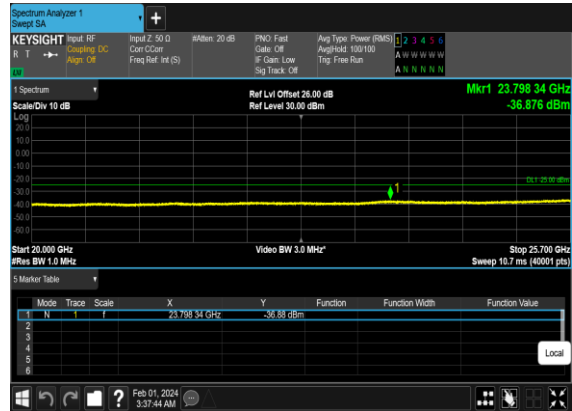 Spectrum Analyzer 1
Swept SA
+
KEYSIGHT Input: RF Input Z: 50 Ω #Atten: 20 dB PNO: Fast Avg Type: Power (RMS) 1 2 3 4 5 6
R T Coupling: DC Corr CCorr Gate: Off Avg|Hold: 100/100 A W W W W W
Align: Off Freq Ref: Int (S) IF Gain: Low Trig: Free Run
Sig Track: Off A N N N N N
1 Spectrum Ref Lvl Offset 26.00 dB Mkr1 23.798 34 GHz
Scale/Div 10 dB Ref Level 30.00 dBm -36.876 dBm
Log
20.0
10.0
0.00
-10.0
-20.0
DL1 -25.00 dBm
-30.0
1
-40.0
-50.0
-60.0
Start 20.000 GHz Video BW 3.0 MHz* Stop 25.700 GHz
#Res BW 1.0 MHz Sweep 10.7 ms (40001 pts)
5 Marker Table
Mode Trace Scale X Y Function Function Width Function Value
1 N 1 f 23.798 34 GHz -36.88 dBm
2
3
4
5
6
Local
? Feb 01, 2024
3:37:44 AM